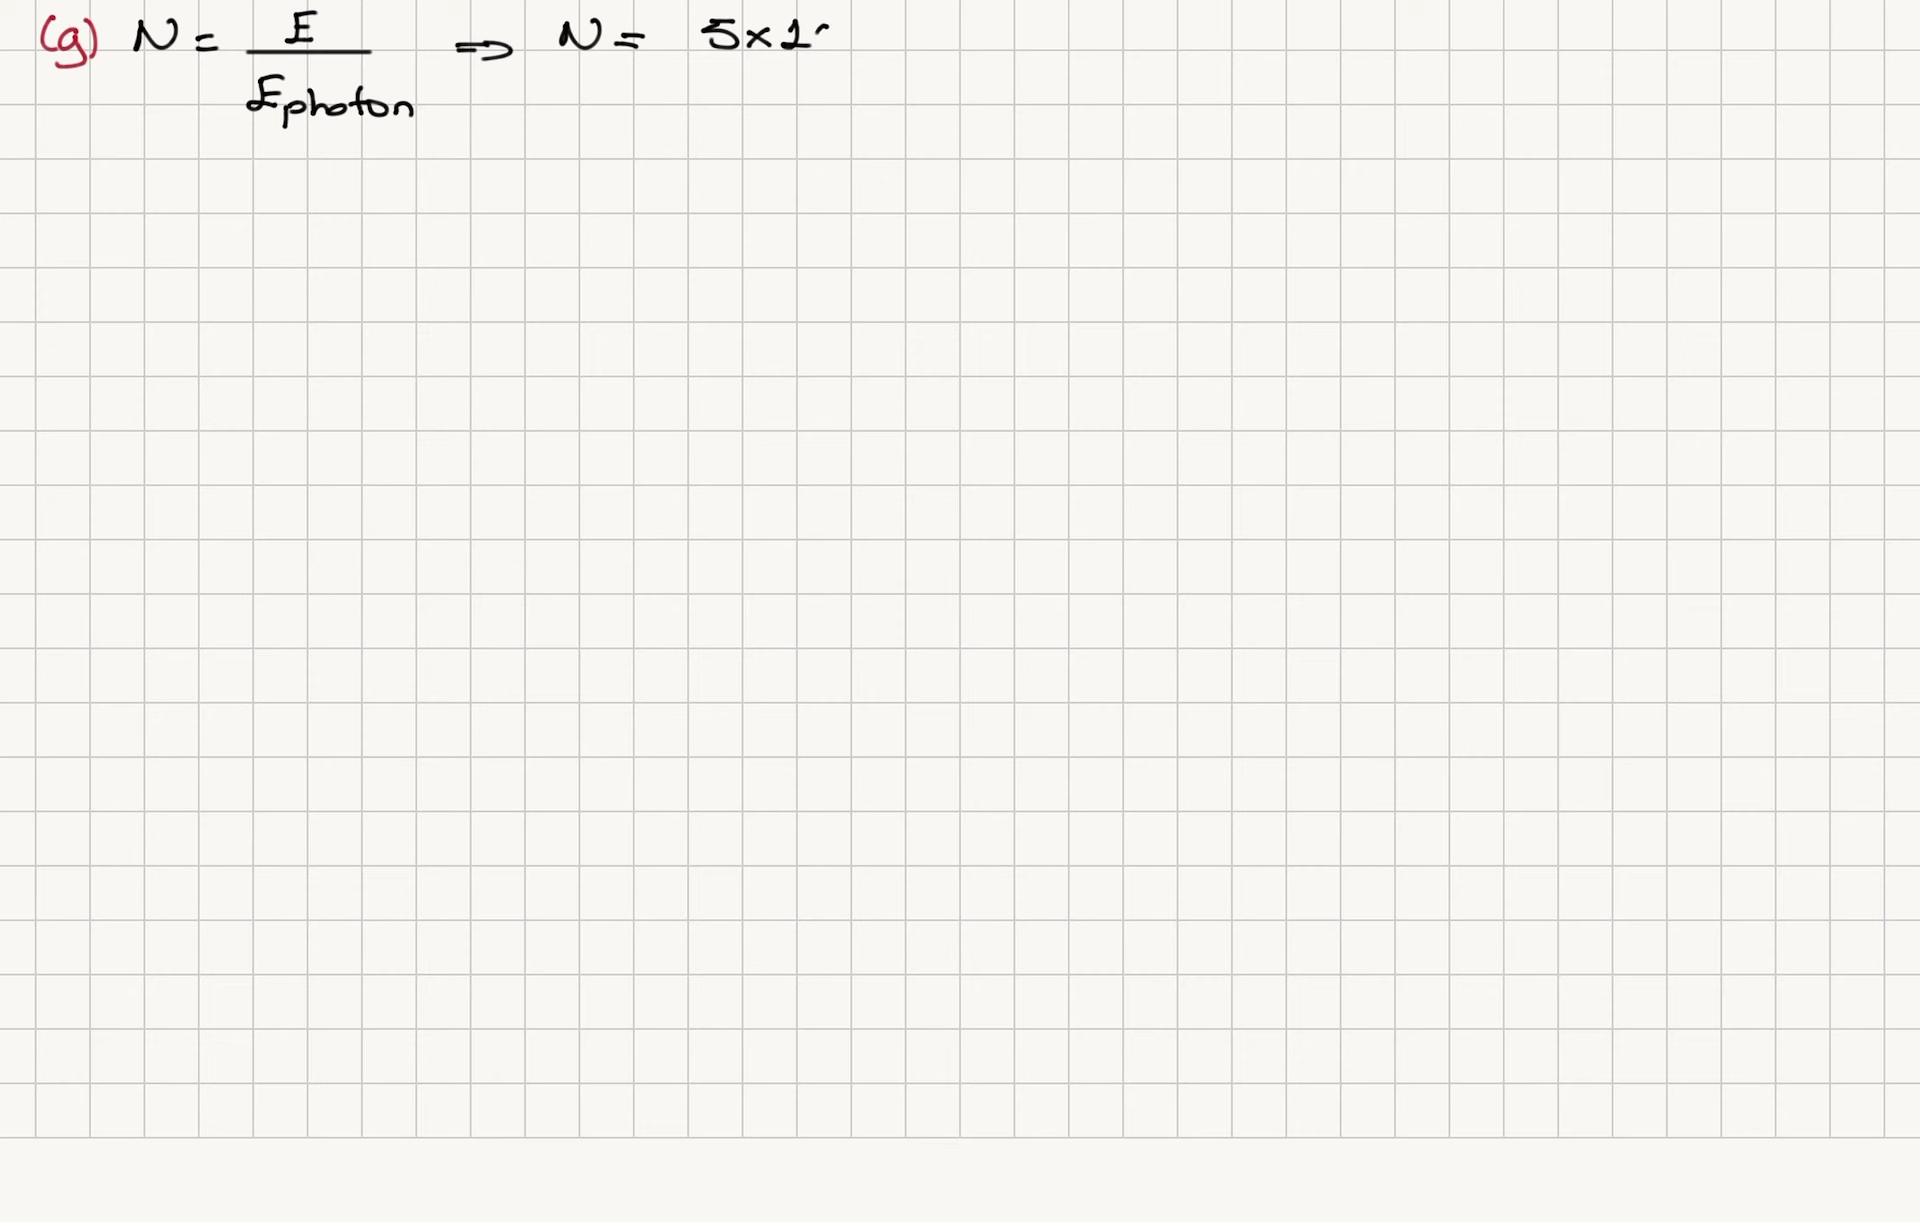 (g) N = E / Ephoton ⇒ N = 5×1